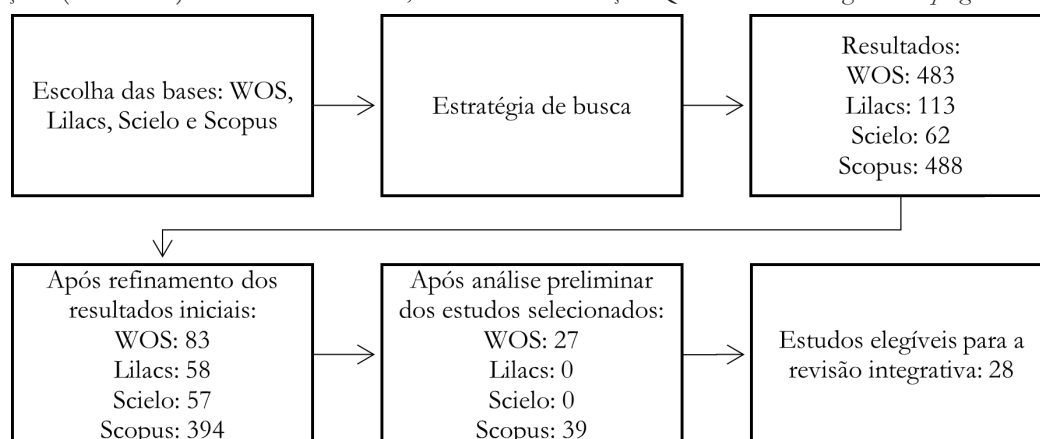 Escolha das bases: WOS,
Lilacs, Scielo e Scopus
Estratégia de busca
Resultados:
WOS: 483
Lilacs: 113
Scielo: 62
Scopus: 488
Após refinamento dos
resultados iniciais:
WOS: 83
Lilacs: 58
Scielo: 57
Scopus: 394
Após análise preliminar
dos estudos selecionados:
WOS: 27
Lilacs: 0
Scielo: 0
Scopus: 39
Estudos elegíveis para a
revisão integrativa: 28